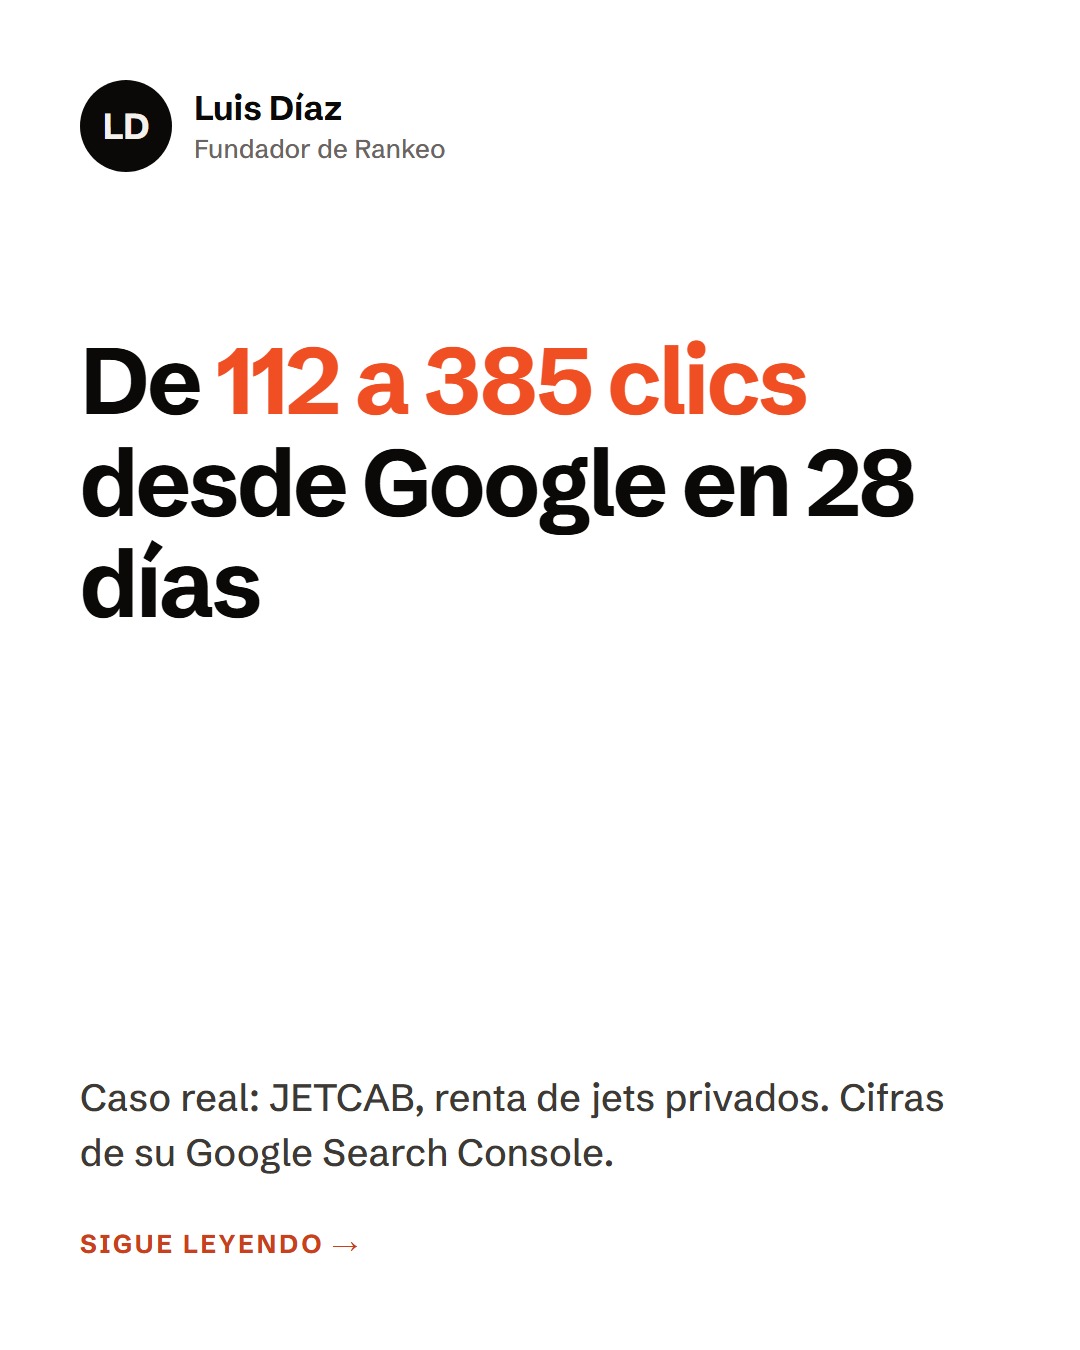 LD
Luis Díaz
Fundador de Rankeo
De 112 a 385 clics
desde Google en 28
días
Caso real: JETCAB, renta de jets privados. Cifras
de su Google Search Console.
SIGUE LEYENDO →